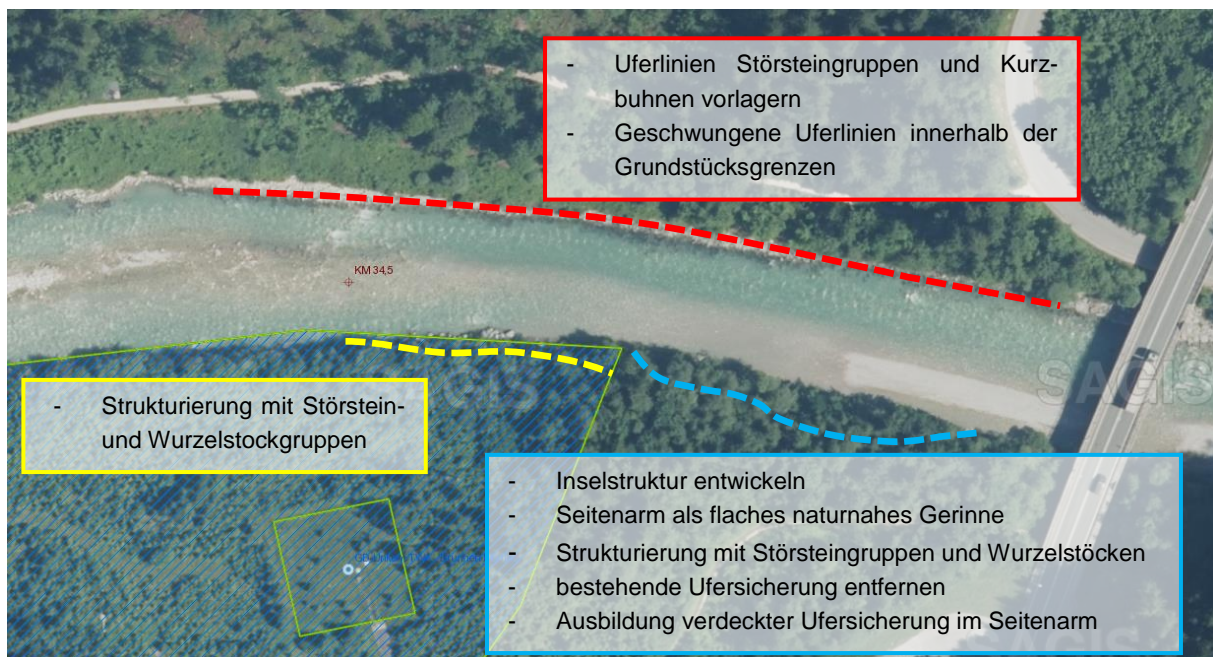 - Uferlinien Störsteingruppen und Kurz-
buhnen vorlagern
- Geschwungene Uferlinien innerhalb der
Grundstücksgrenzen
KM 34,5
SAGIS
- Strukturierung mit Störstein-
und Wurzelstockgruppen
- Inselstruktur entwickeln
- Seitenarm als flaches naturnahes Gerinne
- Strukturierung mit Störsteingruppen und Wurzelstöcken
- bestehende Ufersicherung entfernen
- Ausbildung verdeckter Ufersicherung im Seitenarm